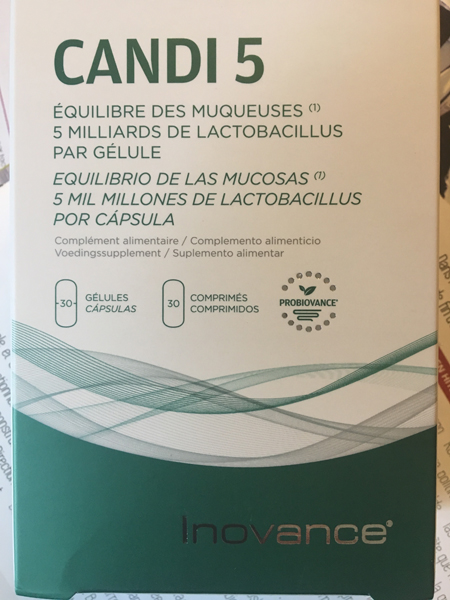 CANDI 5
ÉQUILIBRE DES MUQUEUSES (1)
5 MILLIARDS DE LACTOBACILLUS
PAR GÉLULE
EQUILIBRIO DE LAS MUCOSAS (1)
5 MIL MILLONES DE LACTOBACILLUS
POR CÁPSULA
Complément alimentaire / Complemento alimenticio
Voedingssupplement / Suplemento alimentar
30 GÉLULES
CÁPSULAS
30 COMPRIMÉS
COMPRIMIDOS
PROBIOVANCE®
Inovance®